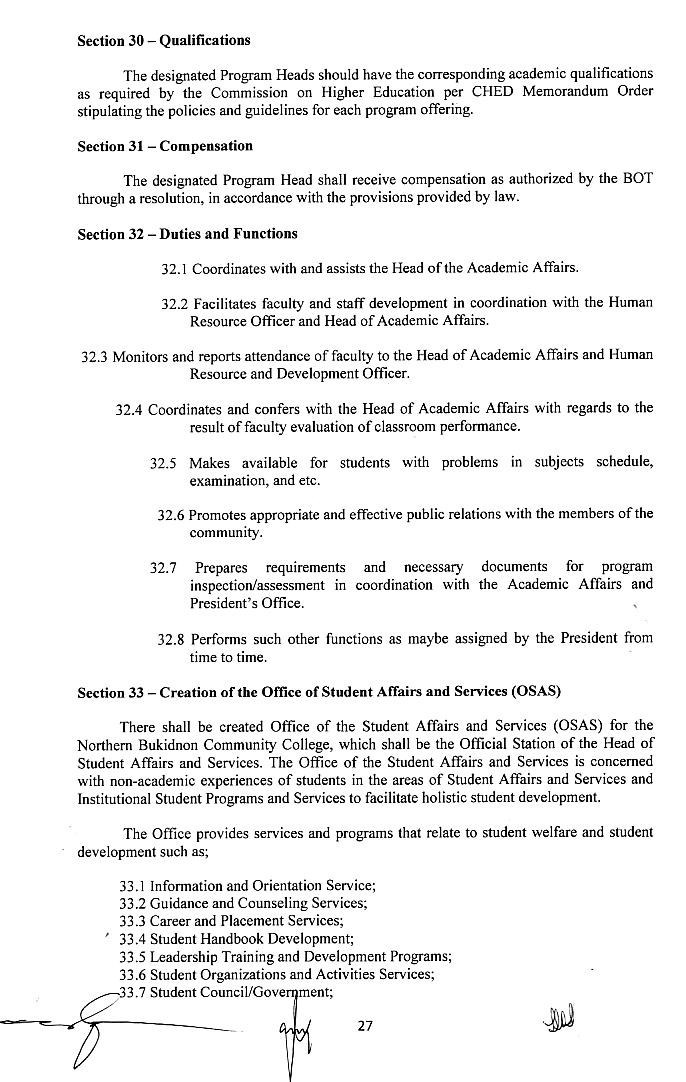 Section 30 – Qualifications
The designated Program Heads should have the corresponding academic qualifications
as required by the Commission on Higher Education per CHED Memorandum Order
stipulating the policies and guidelines for each program offering.
Section 31 – Compensation
The designated Program Head shall receive compensation as authorized by the BOT
through a resolution, in accordance with the provisions provided by law.
Section 32 – Duties and Functions
32.1 Coordinates with and assists the Head of the Academic Affairs.
32.2 Facilitates faculty and staff development in coordination with the Human
Resource Officer and Head of Academic Affairs.
32.3 Monitors and reports attendance of faculty to the Head of Academic Affairs and Human
Resource and Development Officer.
32.4 Coordinates and confers with the Head of Academic Affairs with regards to the
result of faculty evaluation of classroom performance.
32.5 Makes available for students with problems in subjects schedule,
examination, and etc.
32.6 Promotes appropriate and effective public relations with the members of the
community.
32.7 Prepares requirements and necessary documents for program
inspection/assessment in coordination with the Academic Affairs and
President's Office.
32.8 Performs such other functions as maybe assigned by the President from
time to time.
Section 33 – Creation of the Office of Student Affairs and Services (OSAS)
There shall be created Office of the Student Affairs and Services (OSAS) for the
Northern Bukidnon Community College, which shall be the Official Station of the Head of
Student Affairs and Services. The Office of the Student Affairs and Services is concerned
with non-academic experiences of students in the areas of Student Affairs and Services and
Institutional Student Programs and Services to facilitate holistic student development.
The Office provides services and programs that relate to student welfare and student
development such as;
33.1 Information and Orientation Service;
33.2 Guidance and Counseling Services;
33.3 Career and Placement Services;
33.4 Student Handbook Development;
33.5 Leadership Training and Development Programs;
33.6 Student Organizations and Activities Services;
33.7 Student Council/Government;
27